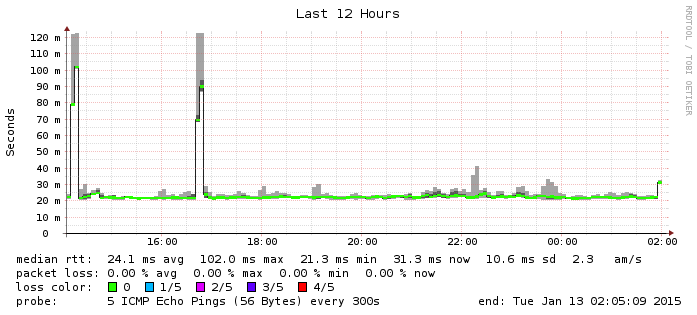 Last 12 Hours
RRDTOOL / TOBI OETIKER
Seconds
120 m
110 m
100 m
90 m
80 m
70 m
60 m
50 m
40 m
30 m
20 m
10 m
0
16:00 18:00 20:00 22:00 00:00 02:00
median rtt: 24.1 ms avg 102.0 ms max 21.3 ms min 31.3 ms now 10.6 ms sd 2.3 am/s
packet loss: 0.00 % avg 0.00 % max 0.00 % min 0.00 % now
loss color: 0 1/5 2/5 3/5 4/5
probe: 5 ICMP Echo Pings (56 Bytes) every 300s end: Tue Jan 13 02:05:09 2015